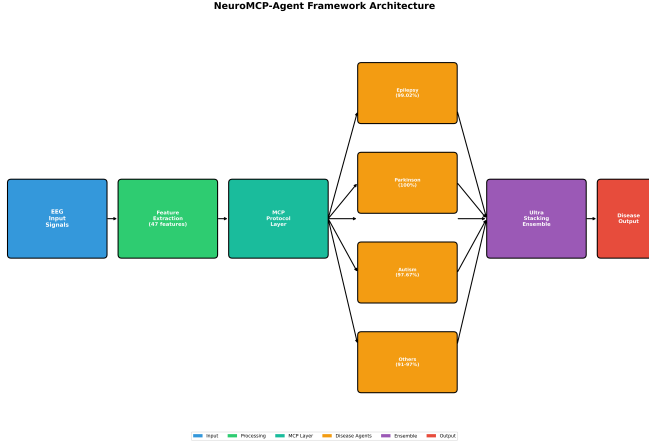 NeuroMCP-Agent Framework Architecture
Epilepsy
(99.02%)
Parkinson
(100%)
EEG
Input
Signals
Feature
Extraction
(47 features)
MCP
Protocol
Layer
Ultra
Stacking
Ensemble
Disease
Output
Autism
(97.67%)
Others
(91-97%)
Input
Processing
MCP Layer
Disease Agents
Ensemble
Output